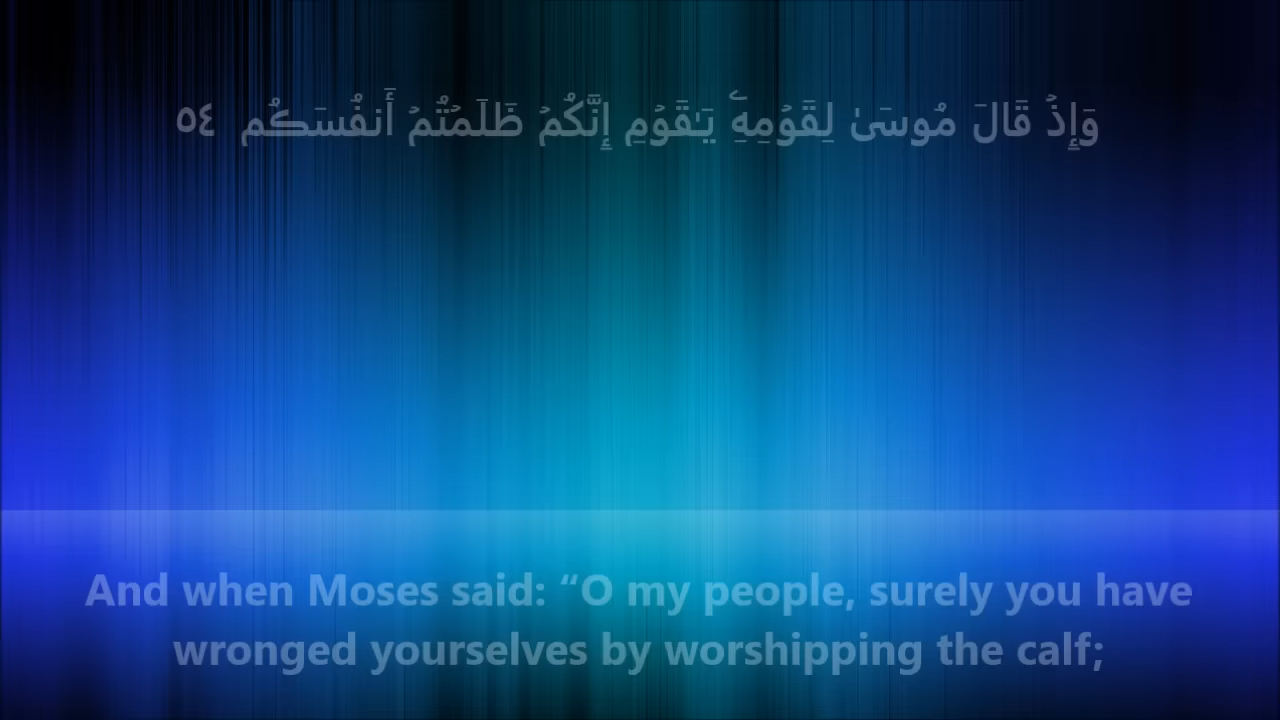 وَإِذۡ قَالَ مُوسَىٰ لِقَوۡمِهِۦ يَـٰقَوۡمِ إِنَّكُمۡ ظَلَمۡتُمۡ أَنفُسَكُم ٥٤
And when Moses said: “O my people, surely you have
wronged yourselves by worshipping the calf;